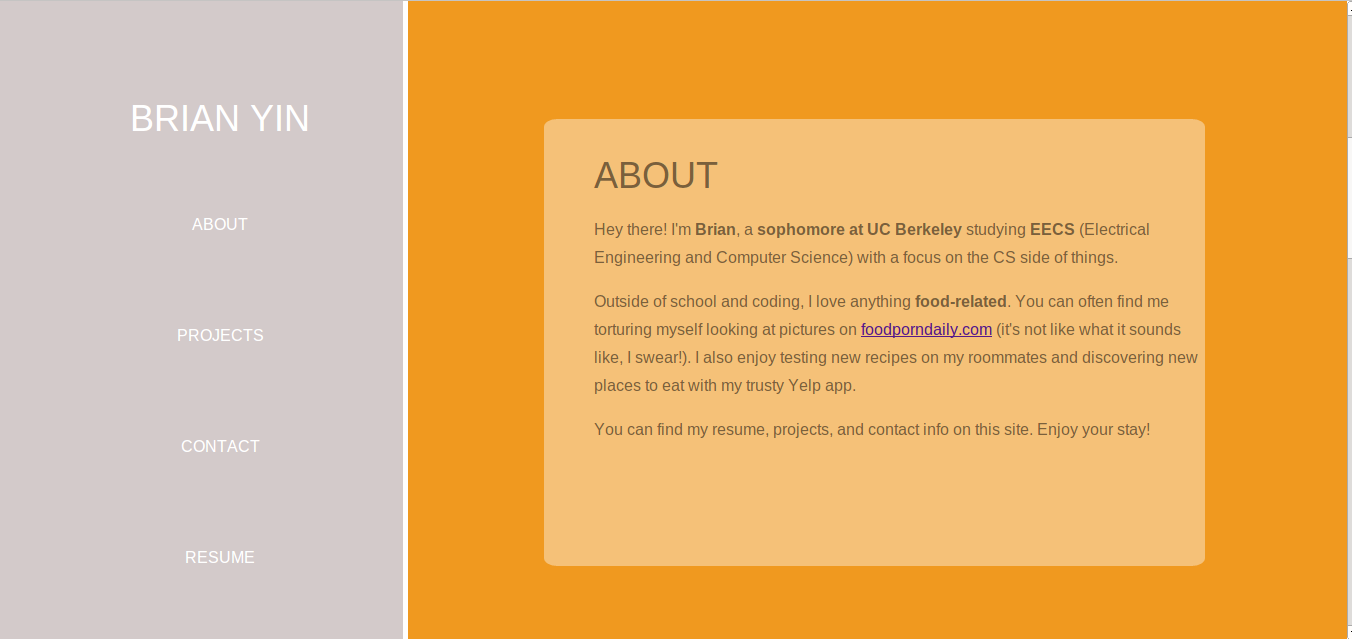 BRIAN YIN
ABOUT
PROJECTS
CONTACT
RESUME
ABOUT
Hey there! I'm Brian, a sophomore at UC Berkeley studying EECS (Electrical
Engineering and Computer Science) with a focus on the CS side of things.
Outside of school and coding, I love anything food-related. You can often find me
torturing myself looking at pictures on foodporndaily.com (it's not like what it sounds
like, I swear!). I also enjoy testing new recipes on my roommates and discovering new
places to eat with my trusty Yelp app.
You can find my resume, projects, and contact info on this site. Enjoy your stay!